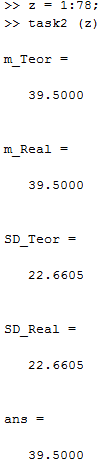 >> z = 1:78;
>> task2 (z)
m_Teor =
39.5000
m_Real =
39.5000
SD_Teor =
22.6605
SD_Real =
22.6605
ans =
39.5000